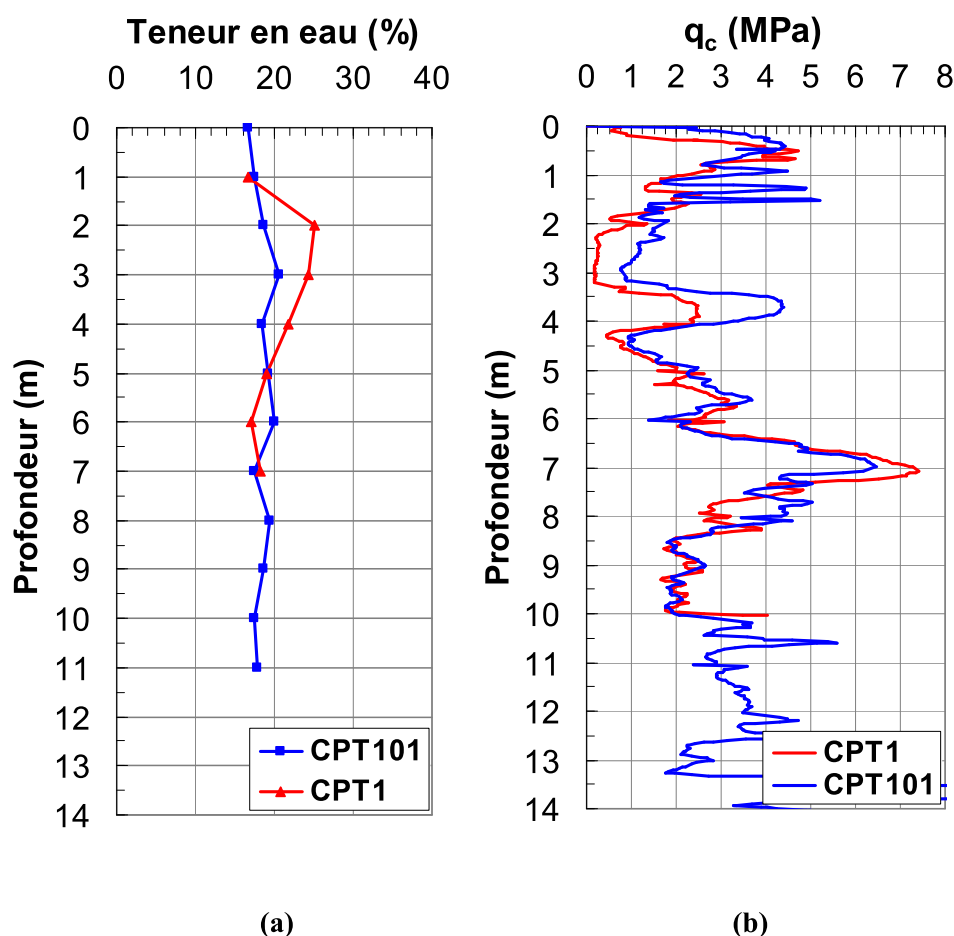 Teneur en eau (%)
0 10 20 30 40
Profondeur (m)
0
1
2
3
4
5
6
7
8
9
10
11
12
13
14
CPT101
CPT1
(a)
qc (MPa)
0 1 2 3 4 5 6 7 8
Profondeur (m)
0
1
2
3
4
5
6
7
8
9
10
11
12
13
14
CPT1
CPT101
(b)